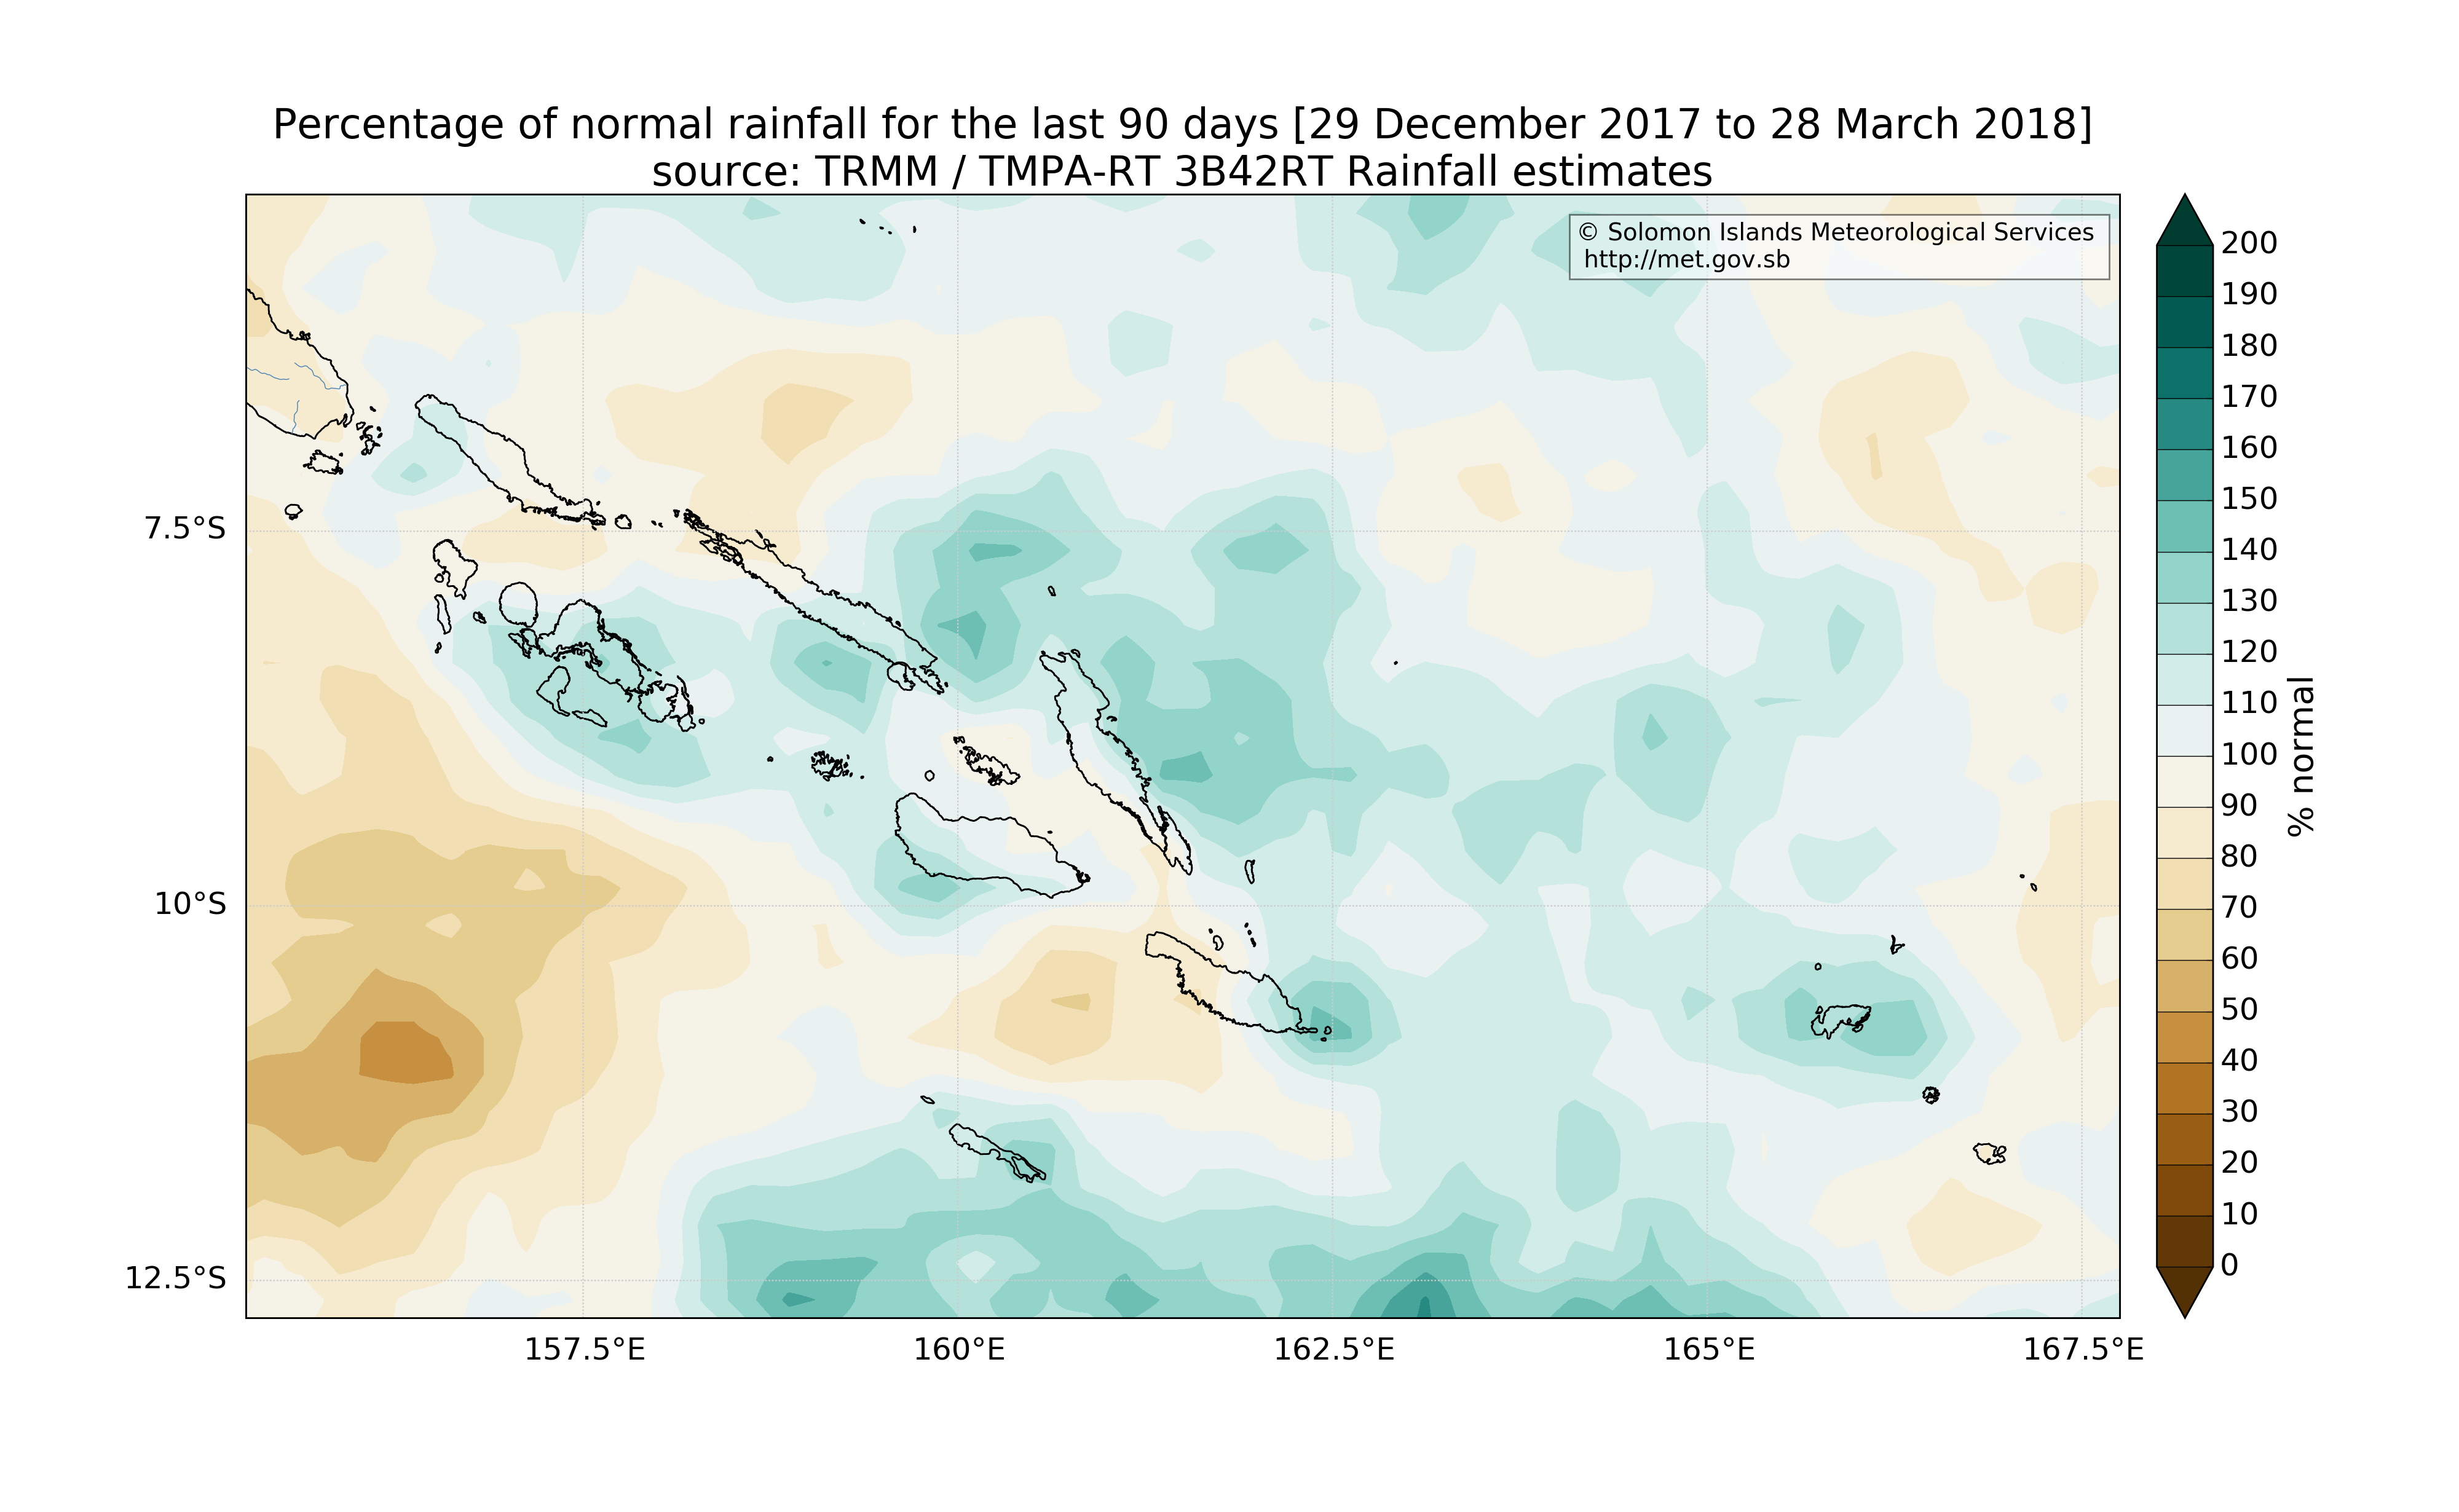 Percentage of normal rainfall for the last 90 days [29 December 2017 to 28 March 2018]
source: TRMM / TMPA-RT 3B42RT Rainfall estimates
© Solomon Islands Meteorological Services
http://met.gov.sb
7.5°S
10°S
12.5°S
157.5°E
160°E
162.5°E
165°E
167.5°E
200
190
180
170
160
150
140
130
120
110
100
90
80
70
60
50
40
30
20
10
0
% normal